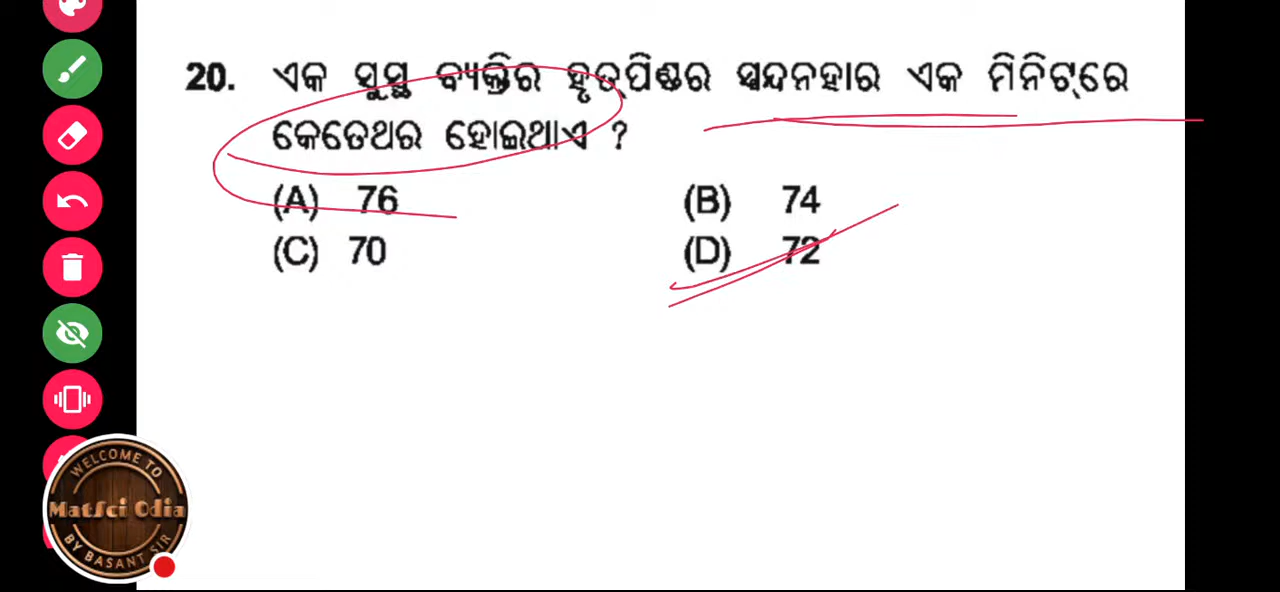 20. ଏକ ସୁସ୍ଥ ବ୍ୟକ୍ତିର ହୃତ୍‌ପିଣ୍ଡର ସ୍ପନ୍ଦନହାର ଏକ ମିନିଟ୍‌ରେ
କେତେଥର ହୋଇଥାଏ ?
(A) 76 (B) 74
(C) 70 (D) 72
WELCOME TO
MatSci Odia
BY BASANT SIR